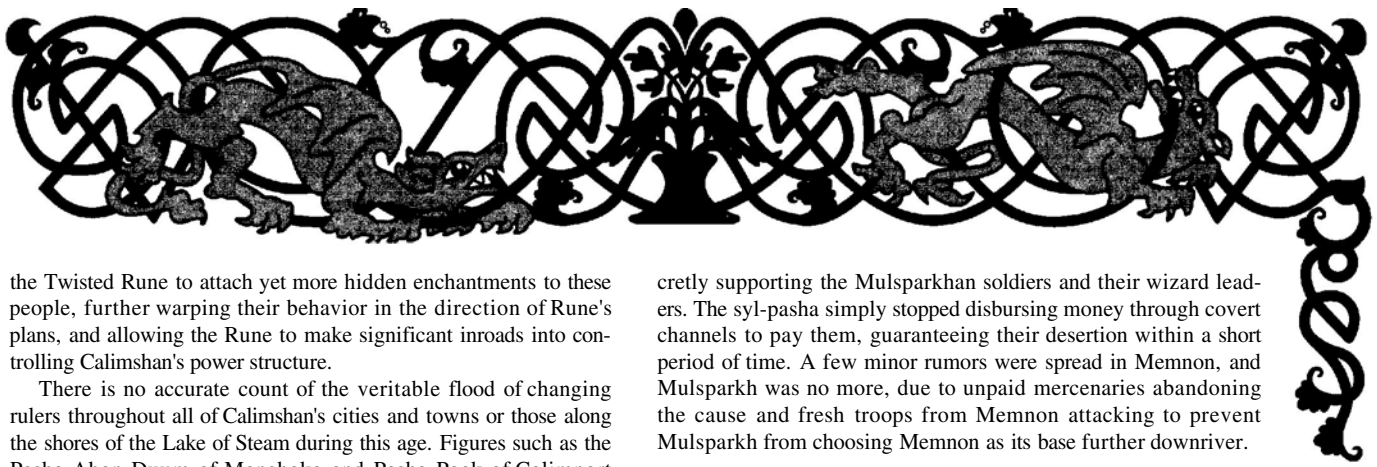 the Twisted Rune to attach yet more hidden enchantments to these
people, further warping their behavior in the direction of Rune's
plans, and allowing the Rune to make significant inroads into con-
trolling Calimshan's power structure.
There is no accurate count of the veritable flood of changing
rulers throughout all of Calimshan's cities and towns or those along
the shores of the Lake of Steam during this age. Figures such as the
cretly supporting the Mulsparkhan soldiers and their wizard lead-
ers. The syl-pasha simply stopped disbursing money through covert
channels to pay them, guaranteeing their desertion within a short
period of time. A few minor rumors were spread in Memnon, and
Mulsparkh was no more, due to unpaid mercenaries abandoning
the cause and fresh troops from Memnon attacking to prevent
Mulsparkh from choosing Memnon as its base further downriver.